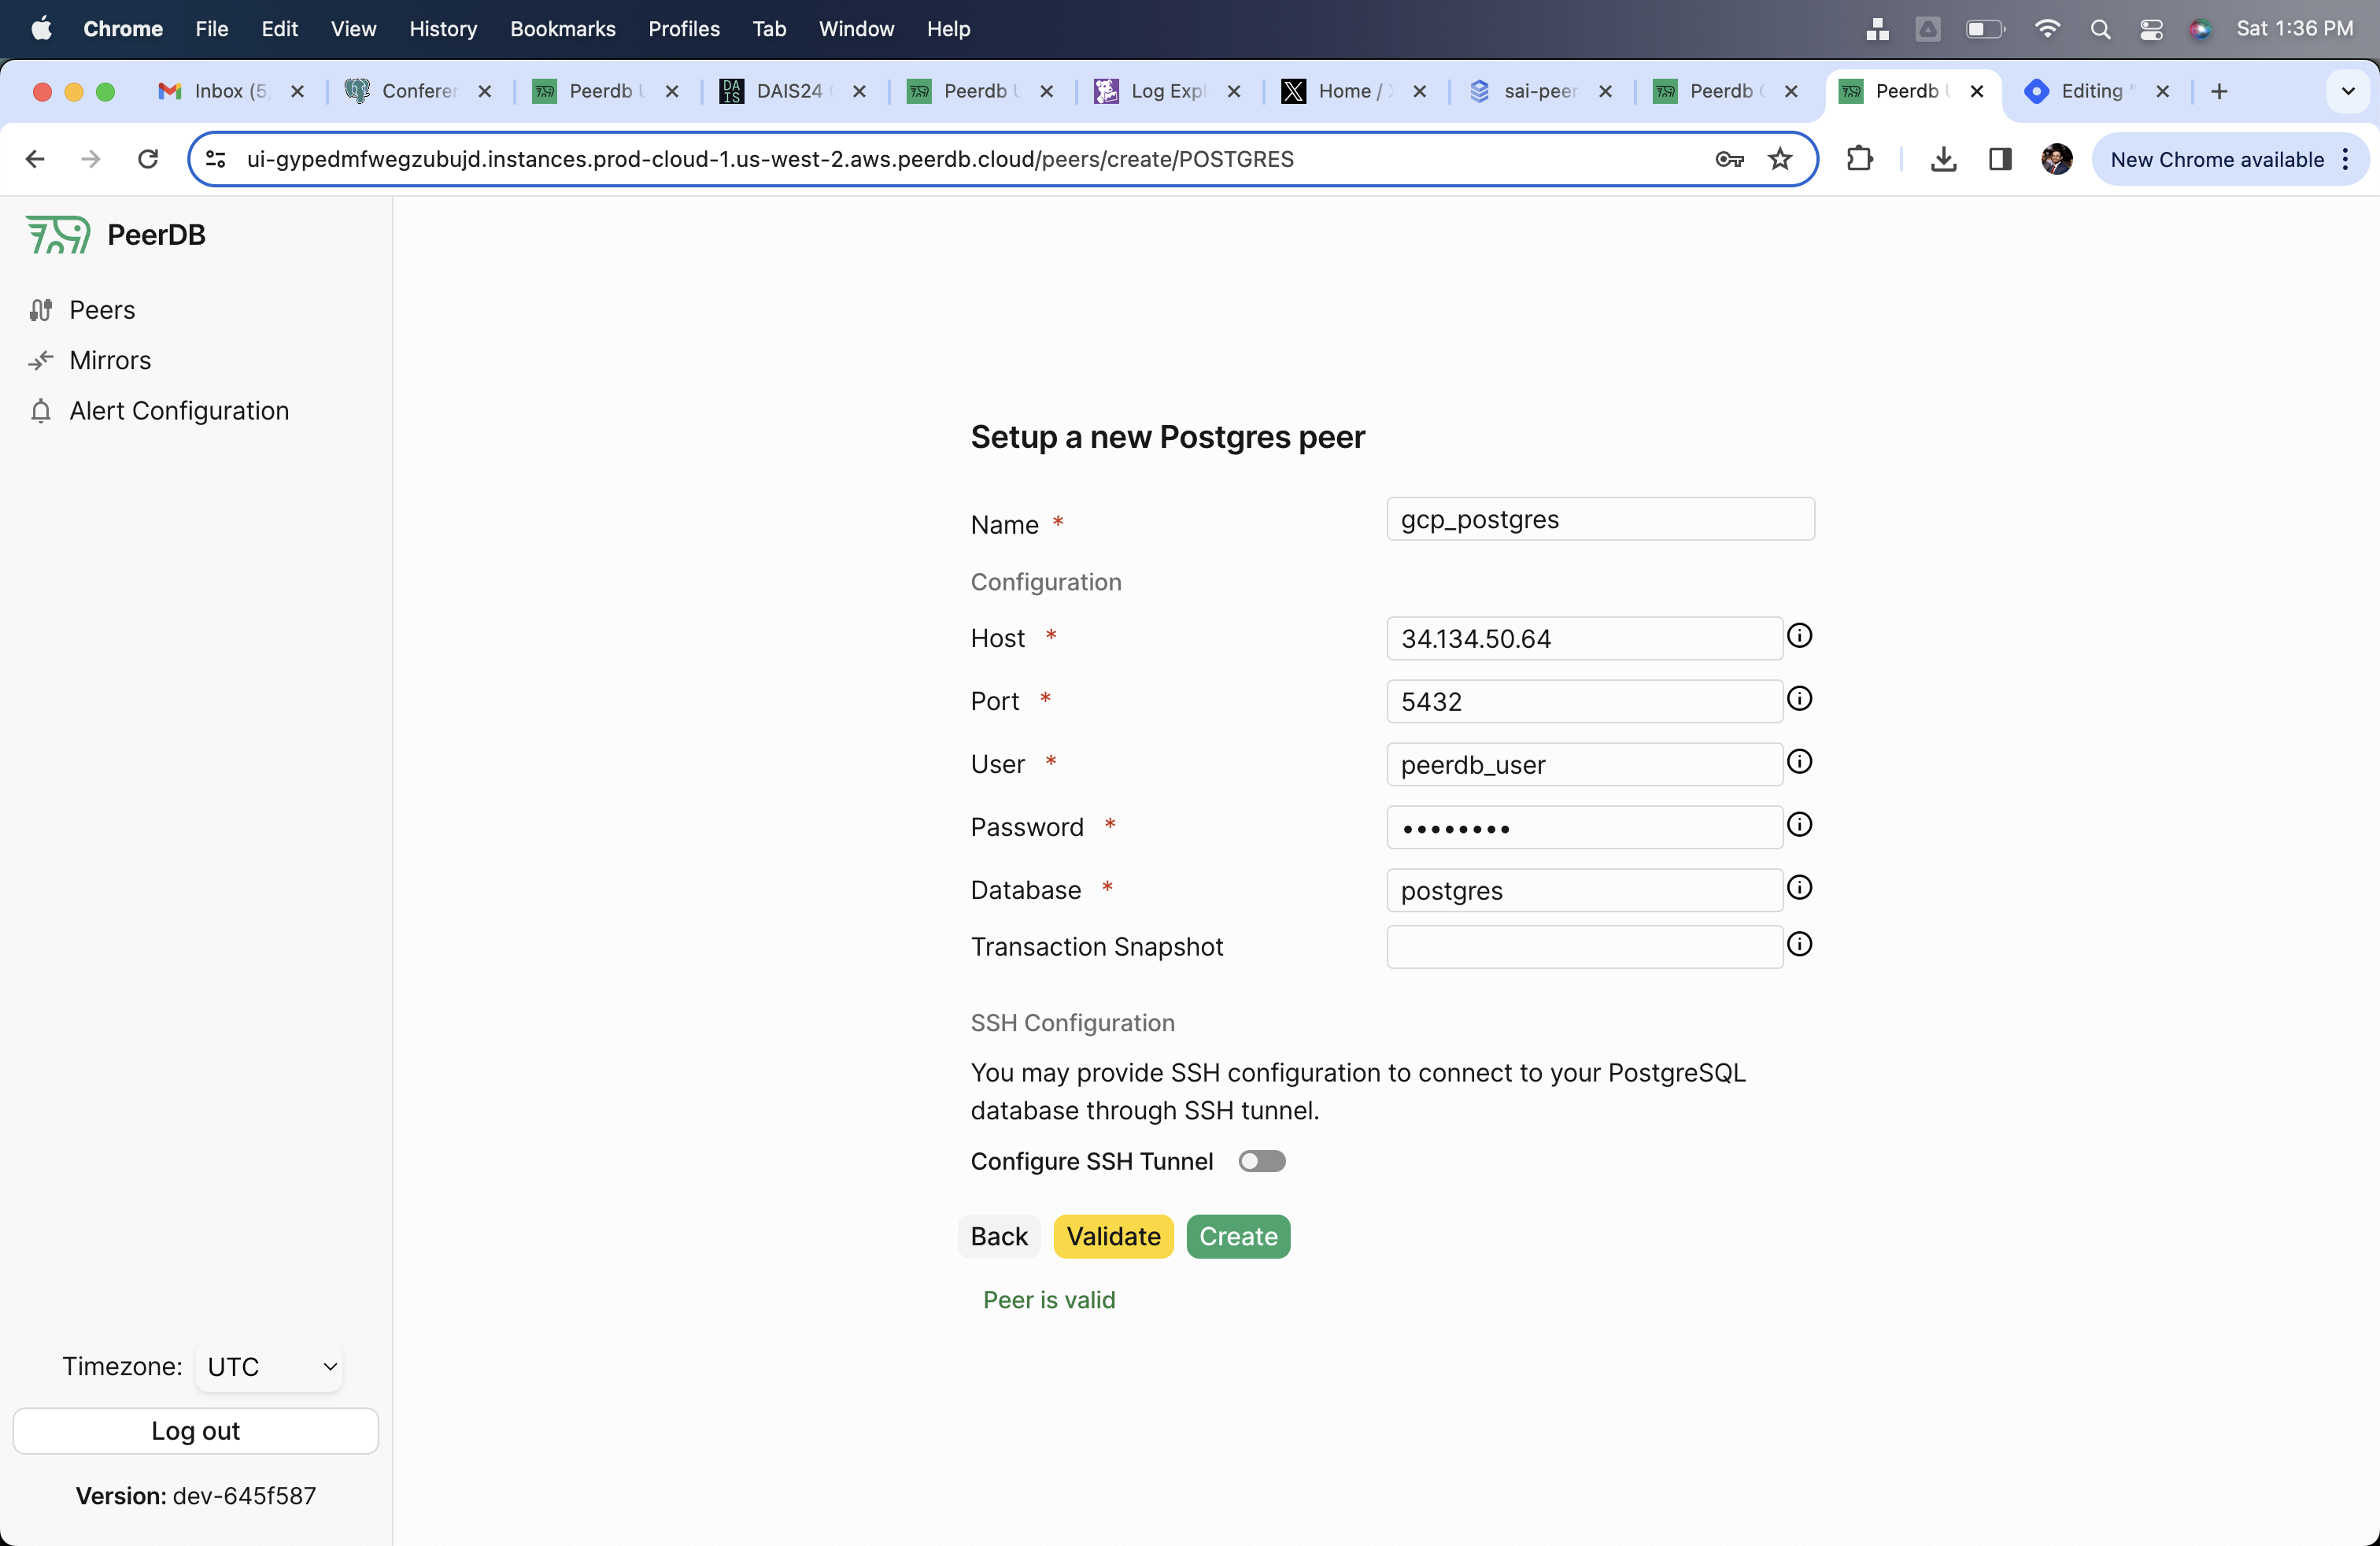 Chrome File Edit View History Bookmarks Profiles Tab Window Help Sat 1:36 PM
Inbox (5, Conferen Peerdb U DAIS24 Peerdb U Log Expl Home / X sai-peer Peerdb C Peerdb U Editing "
ui-gypedmfwegzubujd.instances.prod-cloud-1.us-west-2.aws.peerdb.cloud/peers/create/POSTGRES New Chrome available
PeerDB
Peers
Mirrors
Alert Configuration
Setup a new Postgres peer
Name * gcp_postgres
Configuration
Host * 34.134.50.64
Port * 5432
User * peerdb_user
Password * ••••••••
Database * postgres
Transaction Snapshot
SSH Configuration
You may provide SSH configuration to connect to your PostgreSQL
database through SSH tunnel.
Configure SSH Tunnel
Back Validate Create
Peer is valid
Timezone: UTC
Log out
Version: dev-645f587